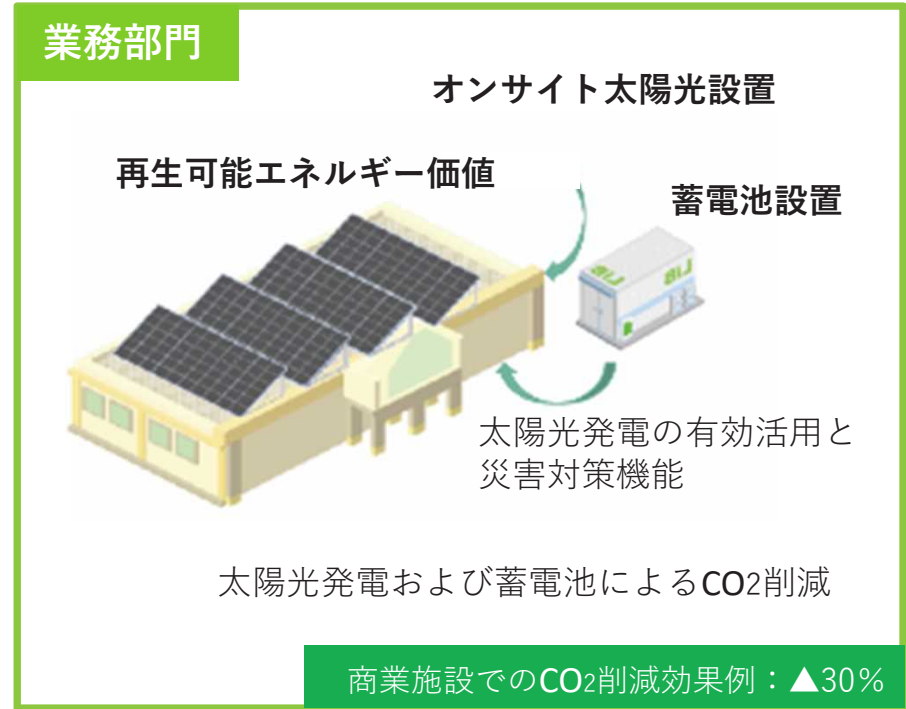 業務部門
オンサイト太陽光設置
再生可能エネルギー価値
蓄電池設置
太陽光発電の有効活用と
災害対策機能
太陽光発電および蓄電池によるCO2削減
商業施設でのCO2削減効果例：▲30%